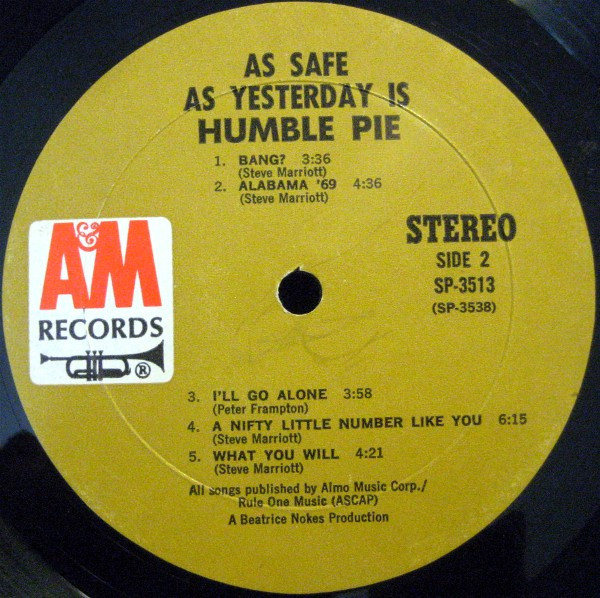 AS SAFE
AS YESTERDAY IS
HUMBLE PIE
1. BANG? 3:36
(Steve Marriott)
2. ALABAMA '69 4:36
(Steve Marriott)
A&M
RECORDS
®
STEREO
SIDE 2
SP-3513
(SP-3538)
3. I'LL GO ALONE 3:58
(Peter Frampton)
4. A NIFTY LITTLE NUMBER LIKE YOU 6:15
(Steve Marriott)
5. WHAT YOU WILL 4:21
(Steve Marriott)
All songs published by Almo Music Corp./
Rule One Music (ASCAP)
A Beatrice Nokes Production